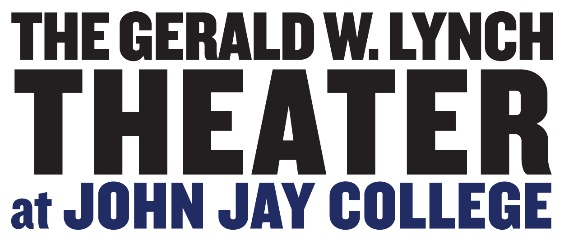 THE GERALD W. LYNCH
THEATER
at JOHN JAY COLLEGE